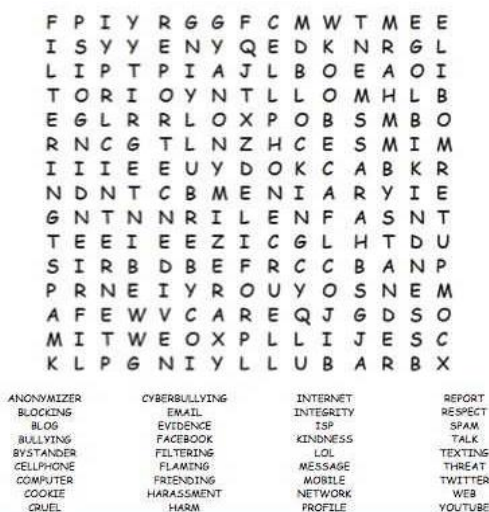 F P I Y R G G F C M W T M E E
I S Y Y E N Y Q E D K N R G L
L I P T P I A J L B O E A O I
T O R I O Y N T L L O M H L B
E G L R R L O X P O B S M B O
R N C G T L N Z H C E S M I M
I I I E E U Y D O K C A B K R
N D N T C B M E N I A R Y I E
G N T N N R I L E N F A S N T
T E E I E E Z I C G L H T D U
S I R B D B E F R C C B A N P
P R N E I Y R O U Y O S N E M
A F E W V C A R E Q J G D S O
M I T W E O X P L L I J E S C
K L P G N I Y L L U B A R B X
ANONYMIZER CYBERBULLYING INTERNET REPORT
BLOCKING EMAIL INTEGRITY RESPECT
BLOG EVIDENCE ISP SPAM
BULLYING FACEBOOK KINDNESS TALK
BYSTANDER FILTERING LOL TEXTING
CELLPHONE FLAMING MESSAGE THREAT
COMPUTER FRIENDING MOBILE TWITTER
COOKIE HARASSMENT NETWORK WEB
CRUEL HARM PROFILE YOUTUBE